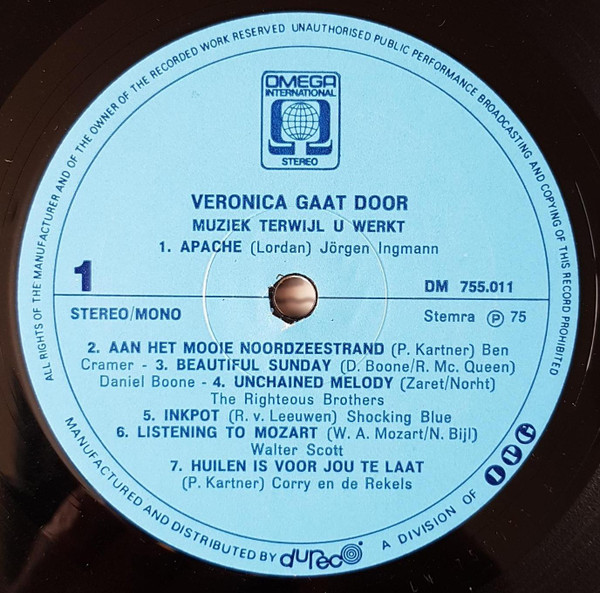 ALL RIGHTS OF THE MANUFACTURER AND OF THE OWNER OF THE RECORDED WORK RESERVED UNAUTHORISED PUBLIC PERFORMANCE BROADCASTING AND COPYING OF THIS RECORD PROHIBITED
OMEGA
INTERNATIONAL
STEREO
VERONICA GAAT DOOR
MUZIEK TERWIJL U WERKT
1. APACHE (Lordan) Jörgen Ingmann
1
DM 755.011
STEREO/MONO
Stemra Ⓟ 75
2. AAN HET MOOIE NOORDZEESTRAND (P. Kartner) Ben
Cramer - 3. BEAUTIFUL SUNDAY (D. Boone/R. Mc. Queen)
Daniel Boone - 4. UNCHAINED MELODY (Zaret/Norht)
The Righteous Brothers
5. INKPOT (R. v. Leeuwen) Shocking Blue
6. LISTENING TO MOZART (W. A. Mozart/N. Bijl)
Walter Scott
7. HUILEN IS VOOR JOU TE LAAT
(P. Kartner) Corry en de Rekels
MANUFACTURED AND DISTRIBUTED BY dureco A DIVISION OF